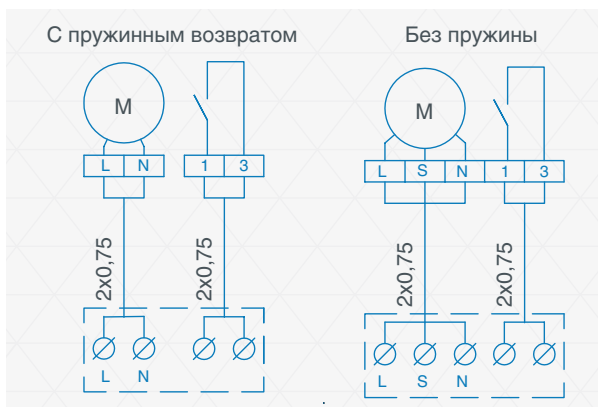 С пружинным возвратом Без пружины
M M
L N 1 3 L S N 1 3
2x0,75 2x0,75 2x0,75 2x0,75
L N L S N